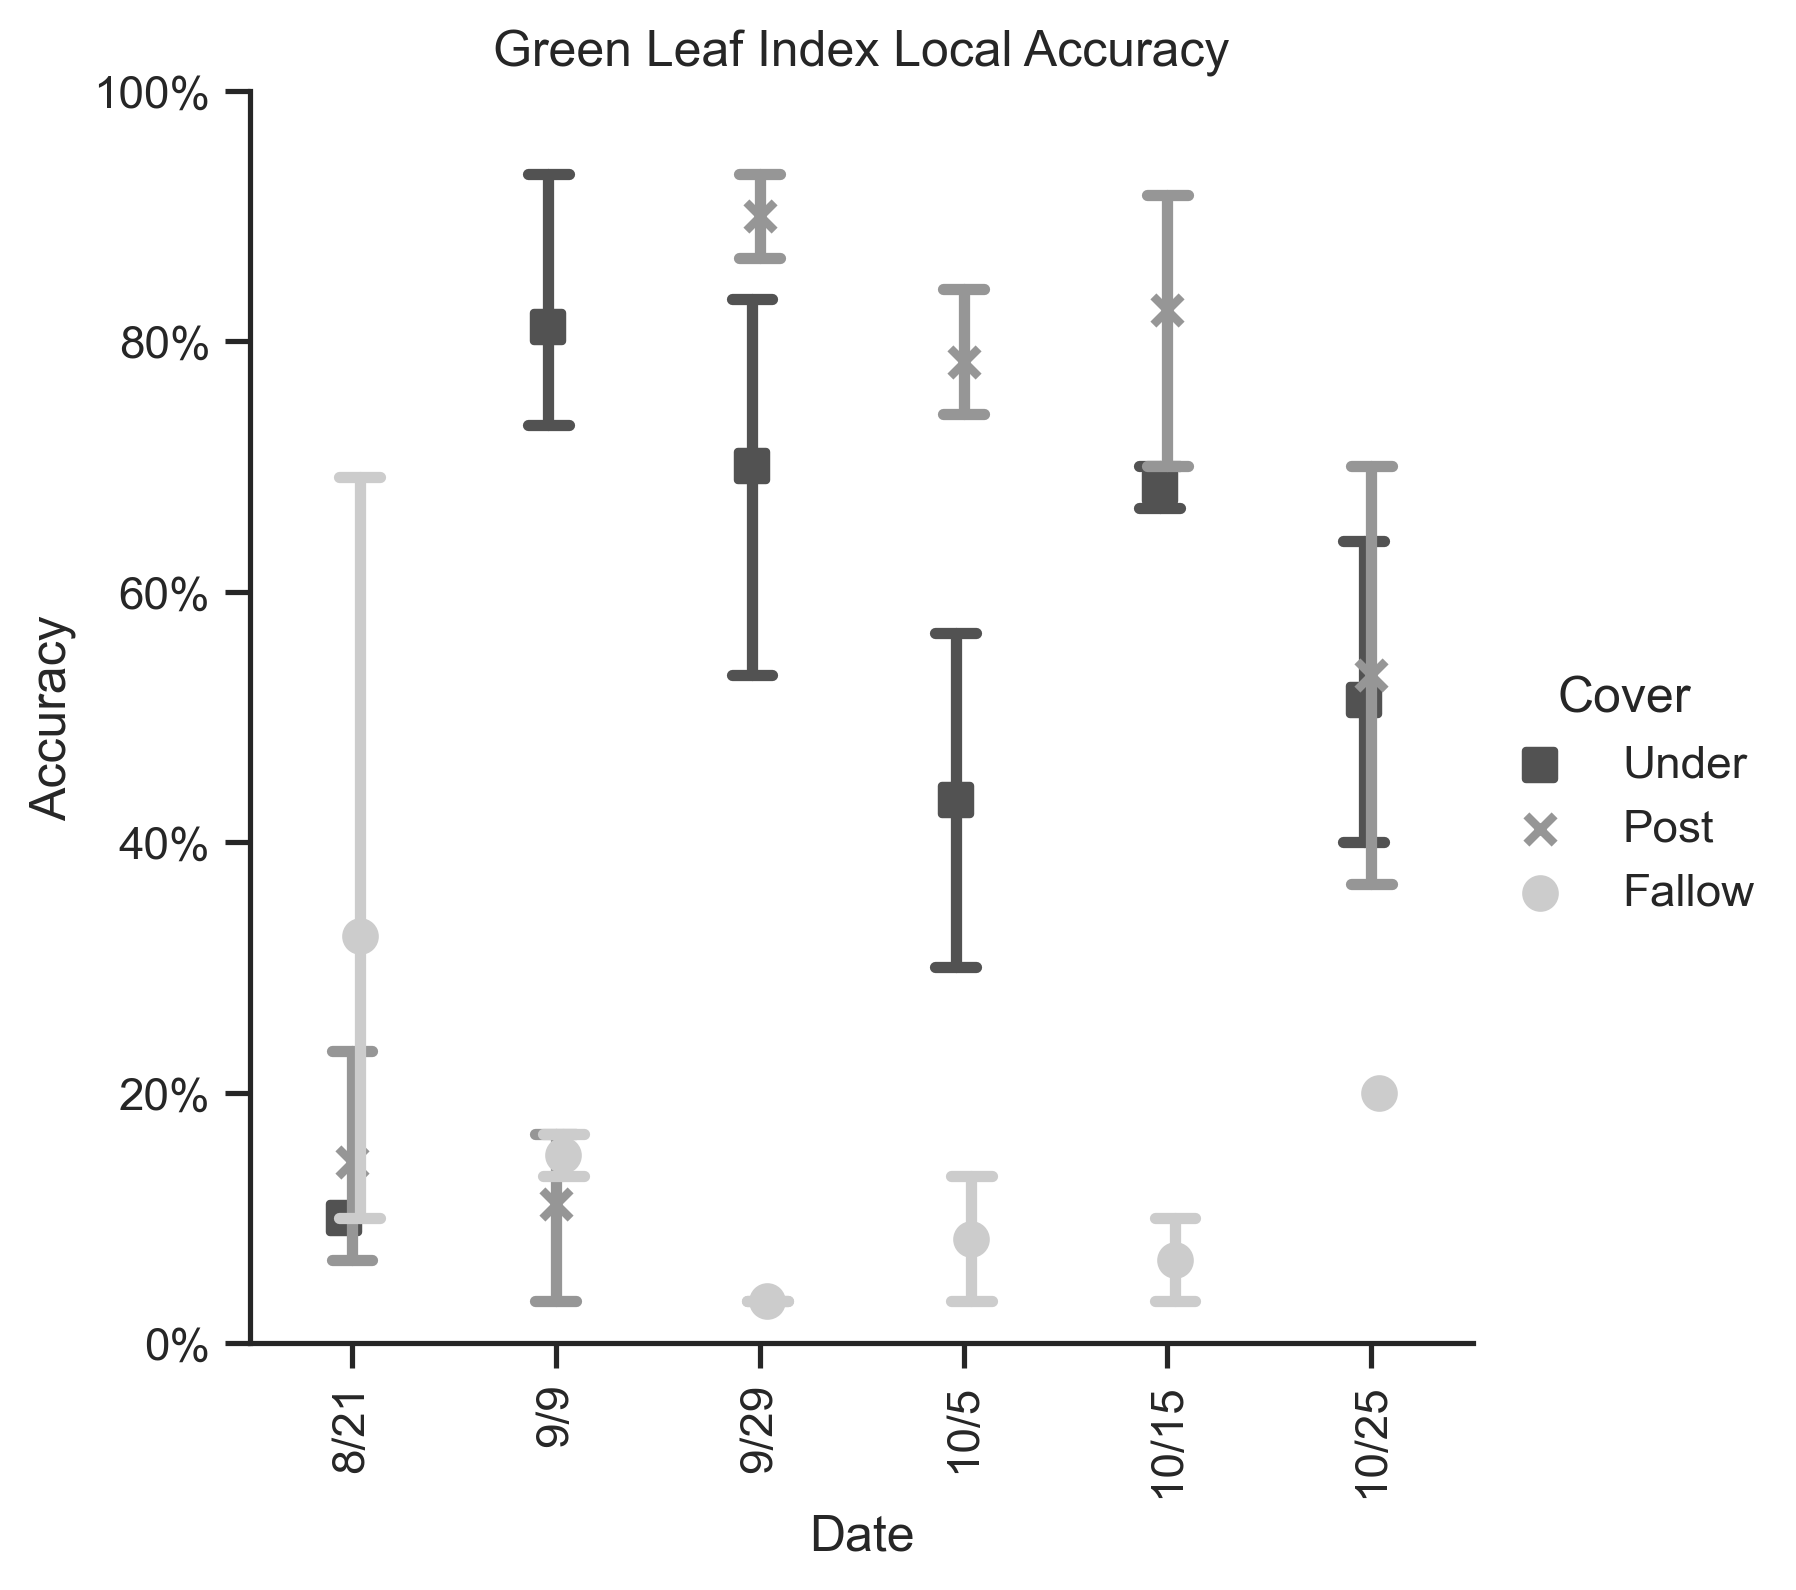 Green Leaf Index Local Accuracy
100%
80%
60%
40%
20%
0%
Accuracy
8/21
9/9
9/29
10/5
10/15
10/25
Date
Cover
Under
Post
Fallow